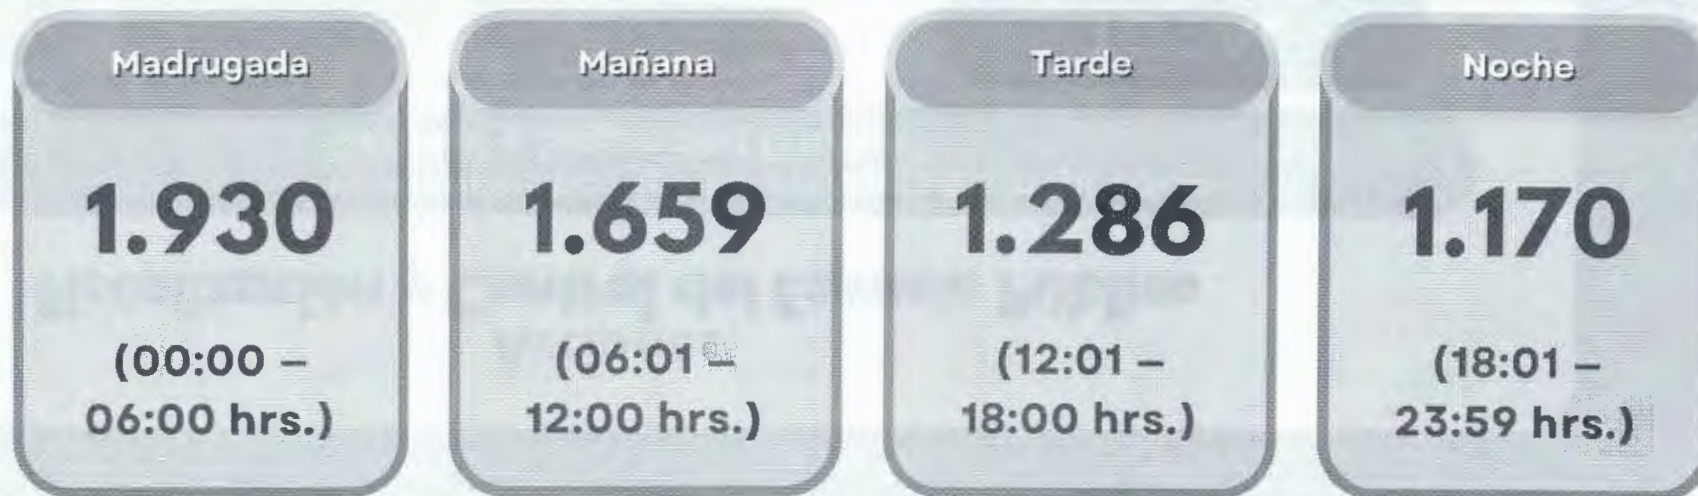 Madrugada
1.930
(00:00 –
06:00 hrs.)
Mañana
1.659
(06:01 –
12:00 hrs.)
Tarde
1.286
(12:01 –
18:00 hrs.)
Noche
1.170
(18:01 –
23:59 hrs.)